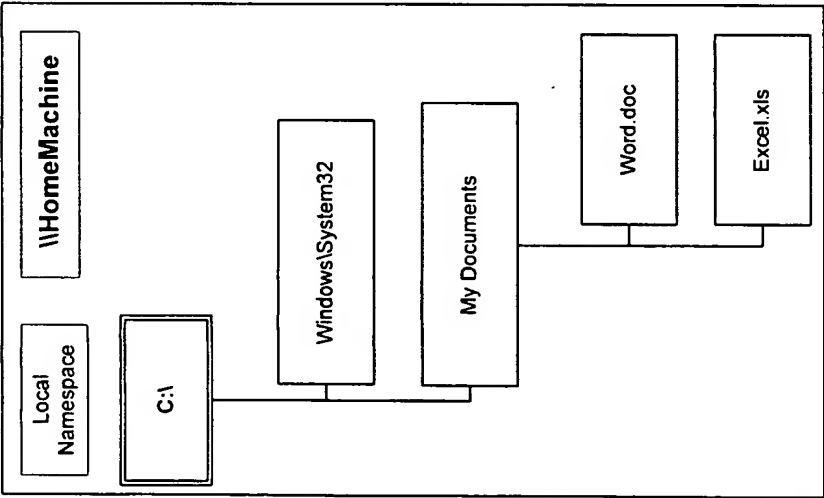 Local
Namespace
\\HomeMachine
C:\
Windows\System32
My Documents
Word.doc
Excel.xls